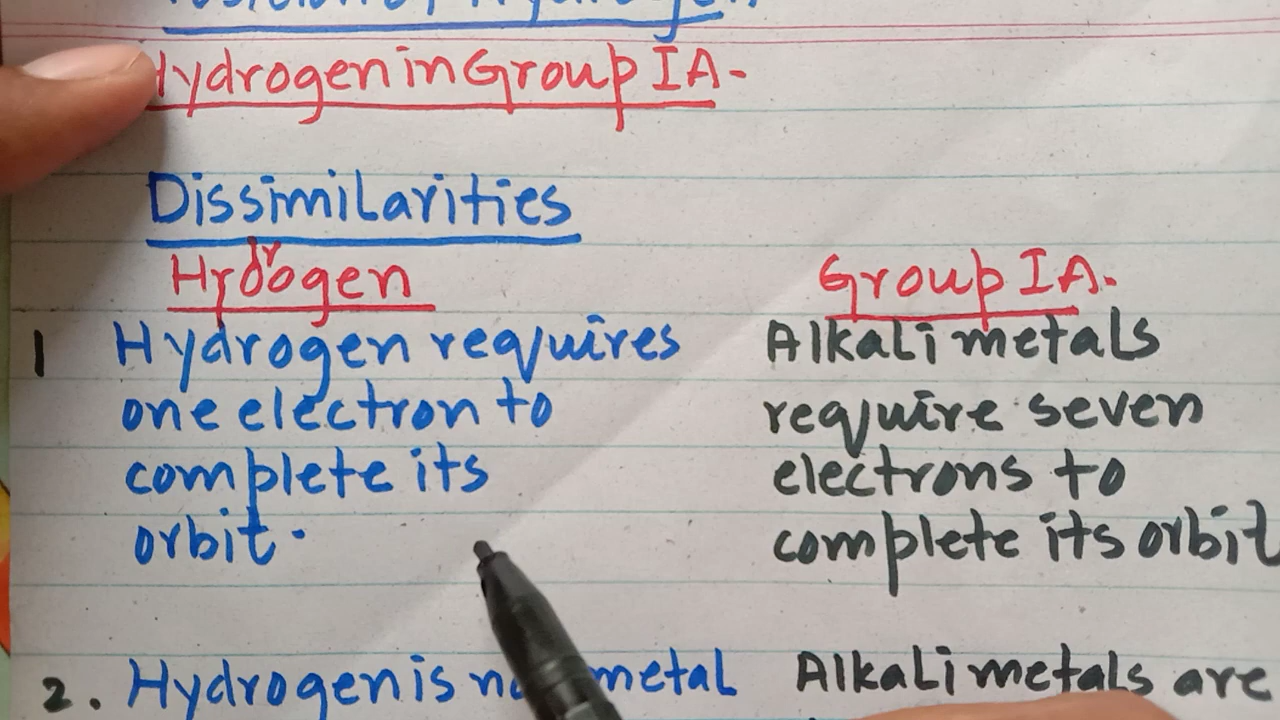 Hydrogen in Group IA-
Dissimilarities
Hydrogen
Group IA.
1 Hydrogen requires
one electron to
complete its
orbit.
Alkali metals
require seven
electrons to
complete its orbit
2. Hydrogen is metal
Alkali metals are